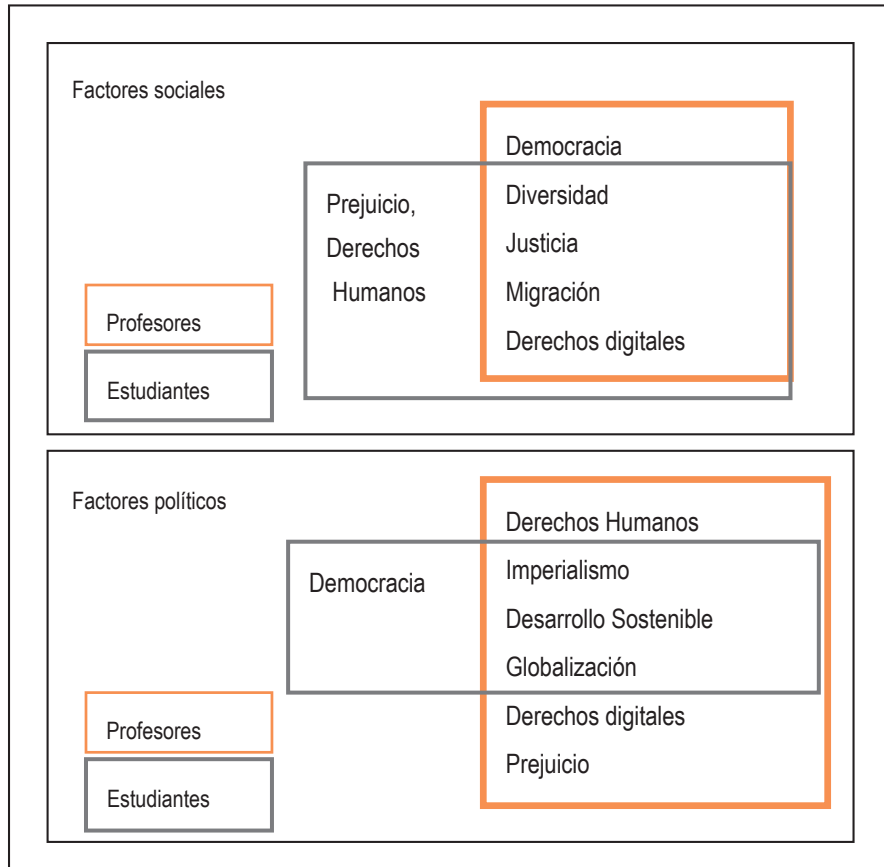 Factores sociales
Democracia
Prejuicio,
Derechos
Humanos
Diversidad
Justicia
Migración
Derechos digitales
Profesores
Estudiantes
Factores políticos
Derechos Humanos
Democracia
Imperialismo
Desarrollo Sostenible
Globalización
Derechos digitales
Prejuicio
Profesores
Estudiantes